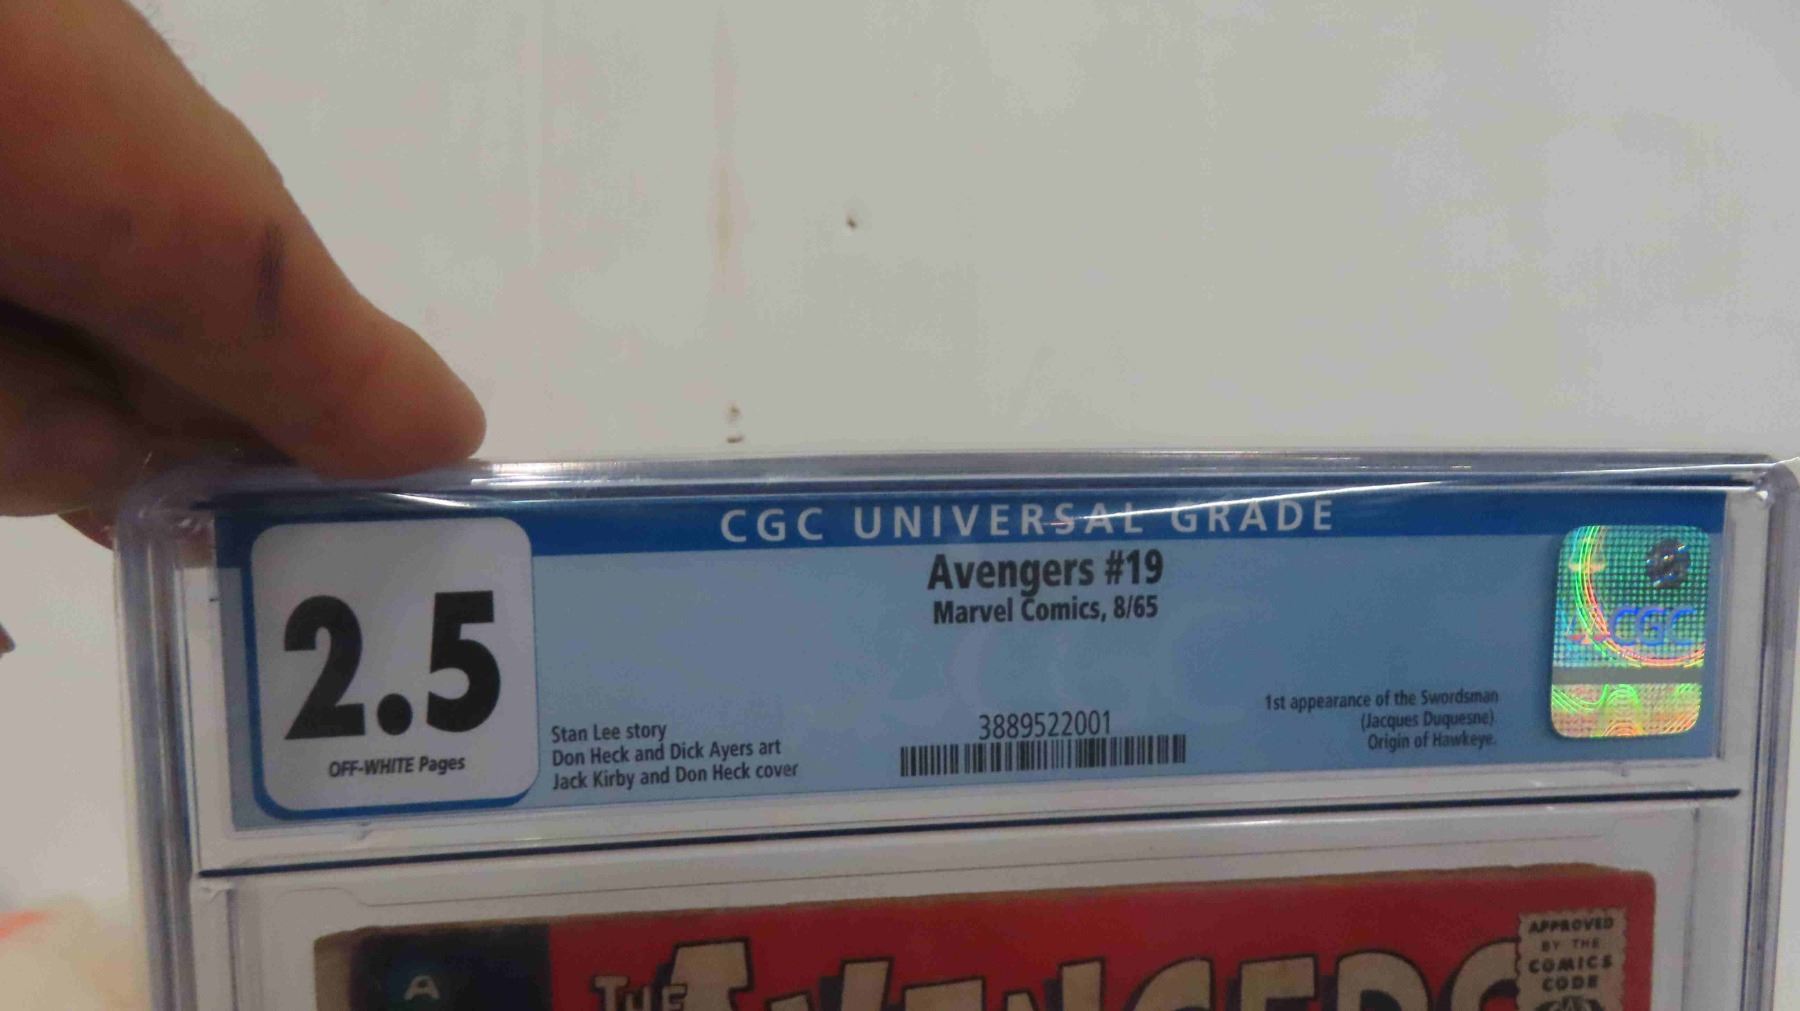 CGC UNIVERSAL GRADE
2.5
OFF-WHITE Pages
Avengers #19
Marvel Comics, 8/65
Stan Lee story
Don Heck and Dick Ayers art
Jack Kirby and Don Heck cover
3889522001
1st appearance of the Swordsman
(Jacques Duquesne).
Origin of Hawkeye.
CGC
A
THE AVENGERS
APPROVED
BY THE
COMICS
CODE